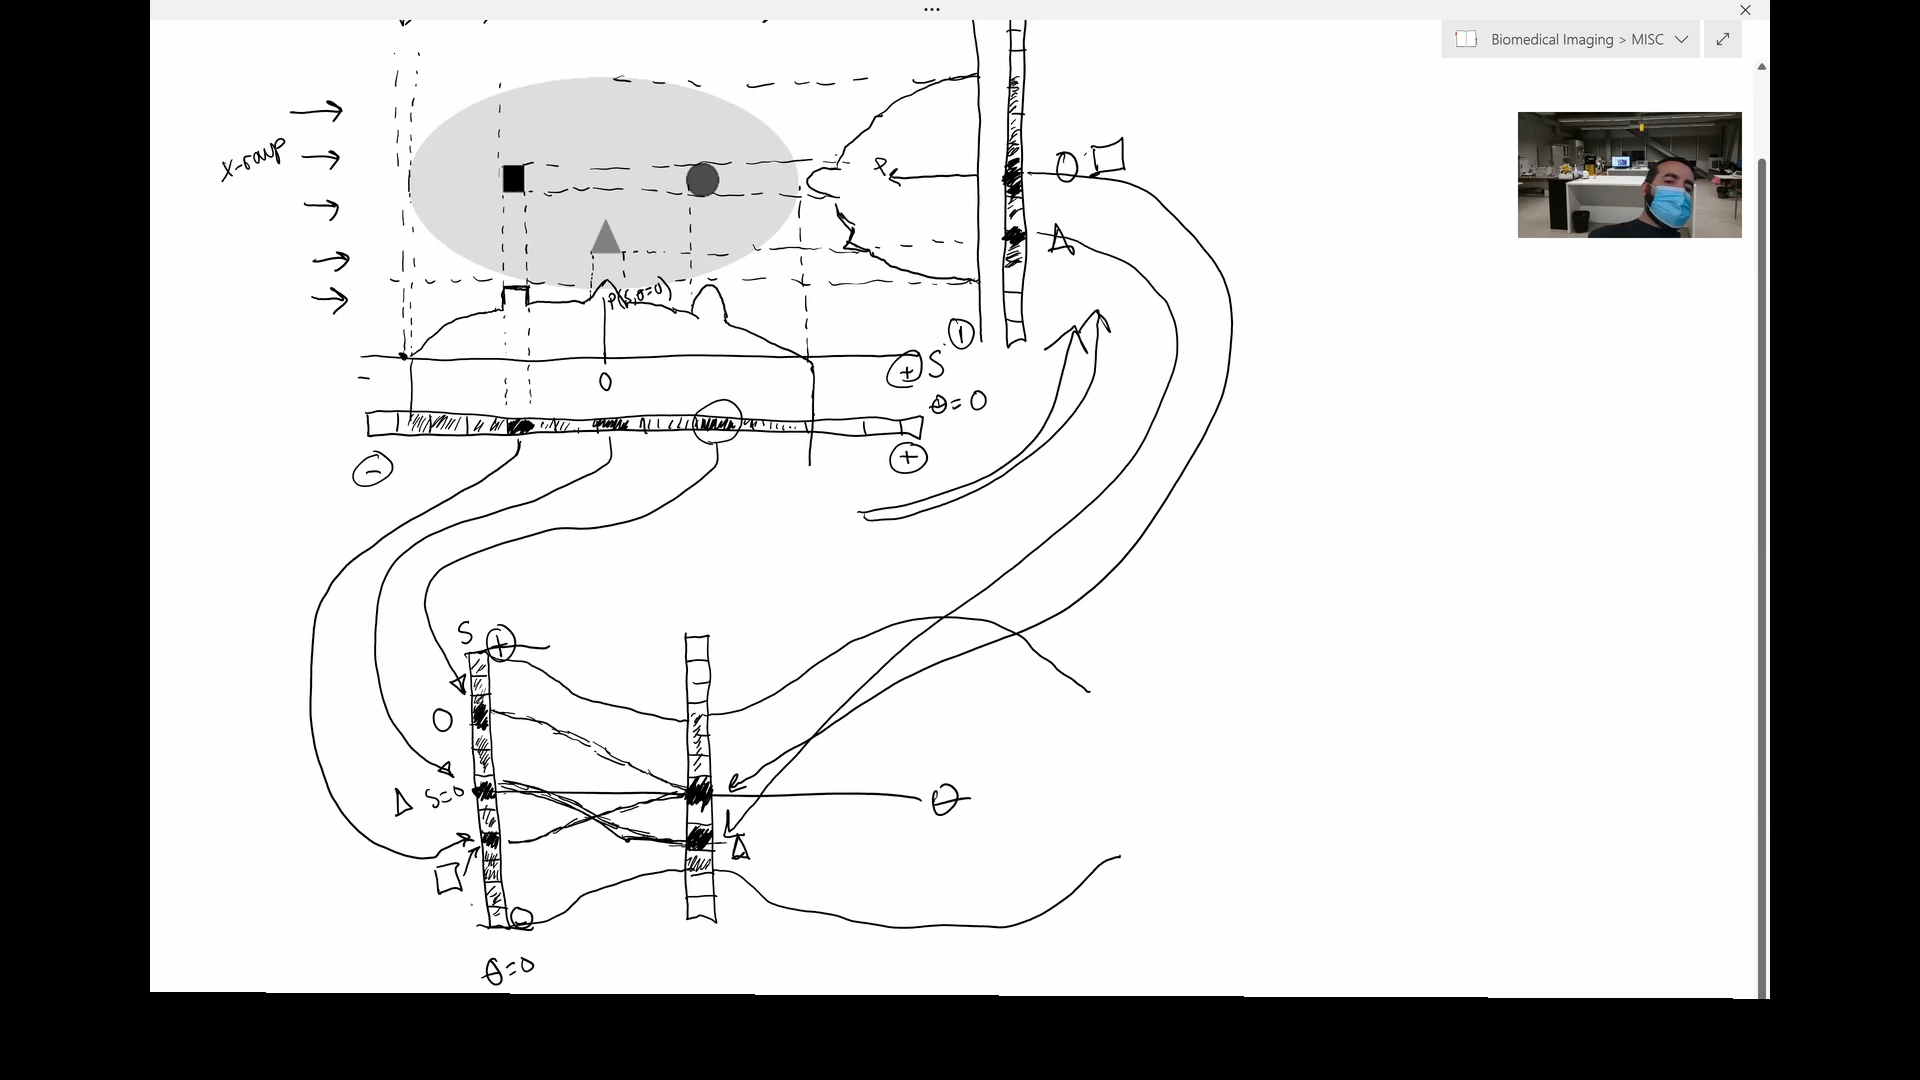 Biomedical Imaging > MISC
x-rays
P
P(S,θ=0)
0
−
+
S
θ=0
−
+
S
+
S=0
θ
θ=0